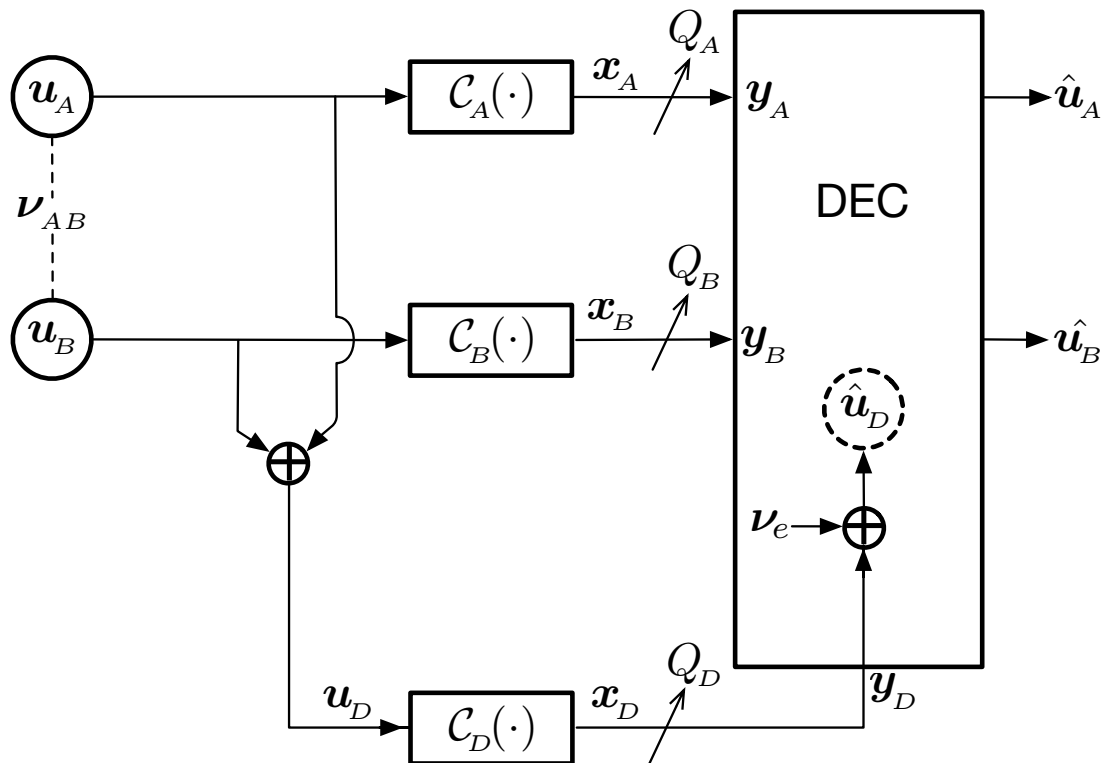 Q_A
u_A C_A(·) x_A y_A û_A
DEC
ν_AB
Q_B
u_B C_B(·) x_B y_B û_B
û_D
ν_e
Q_D
u_D C_D(·) x_D y_D